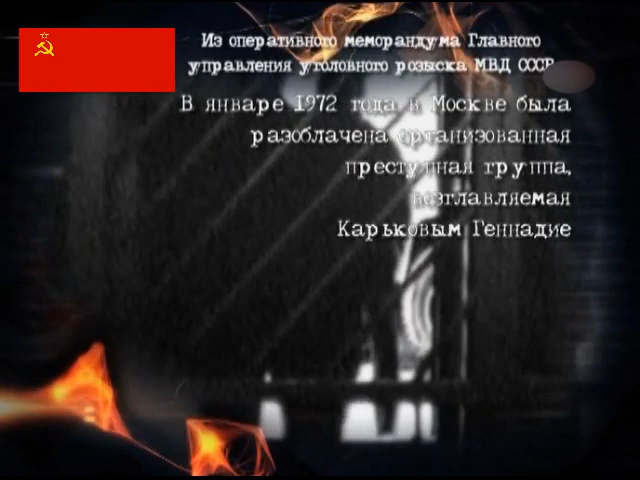 Из оперативного меморандума Главного
управления уголовного розыска МВД СССР
В январе 1972 года в Москве была
разоблачена организованная
преступная группа,
возглавляемая
Карьковым Геннадие